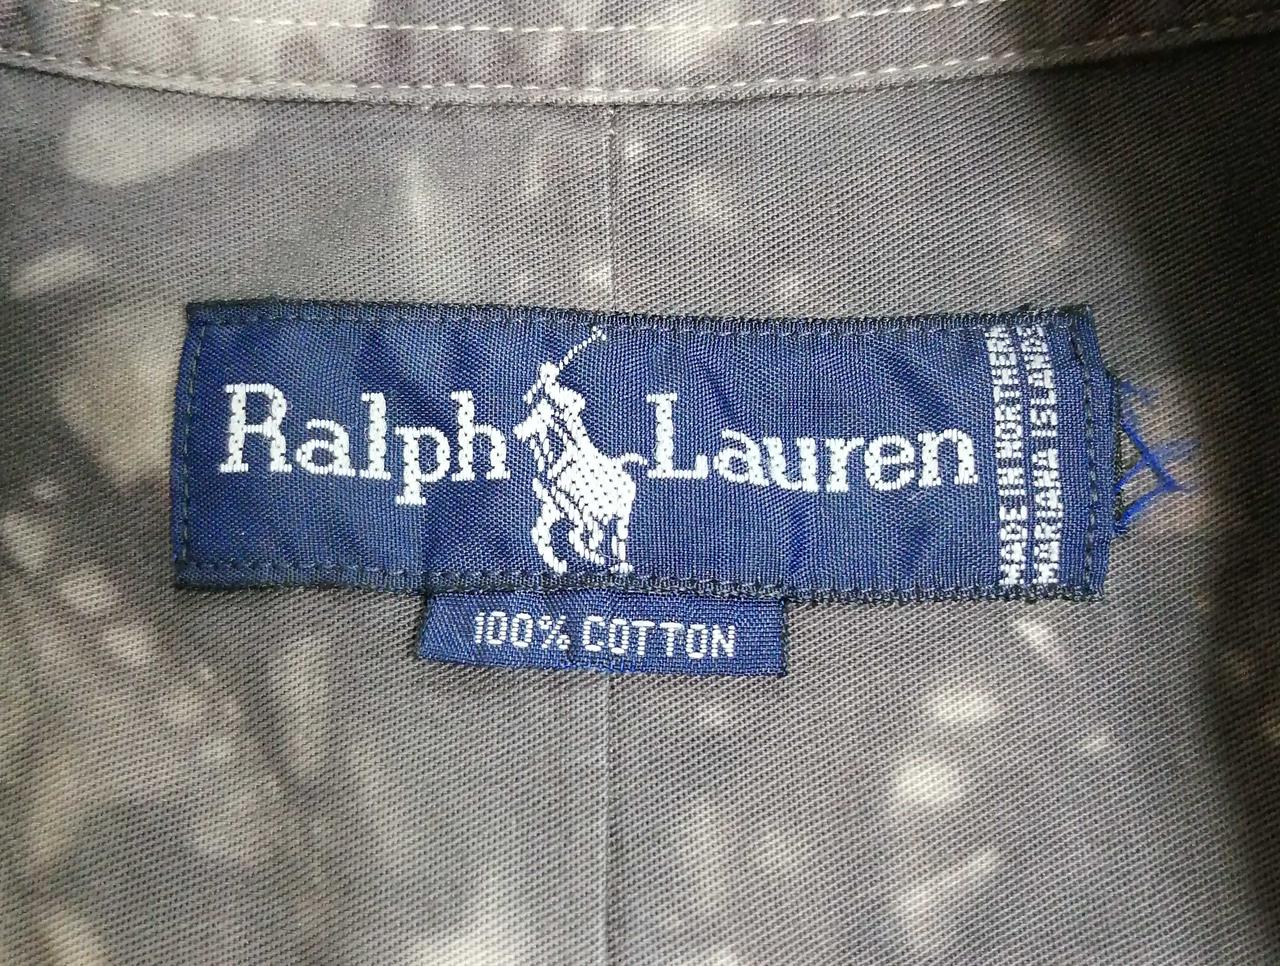 Ralph Lauren
MADE IN NORTHERN
MARIANA ISLANDS
100% COTTON